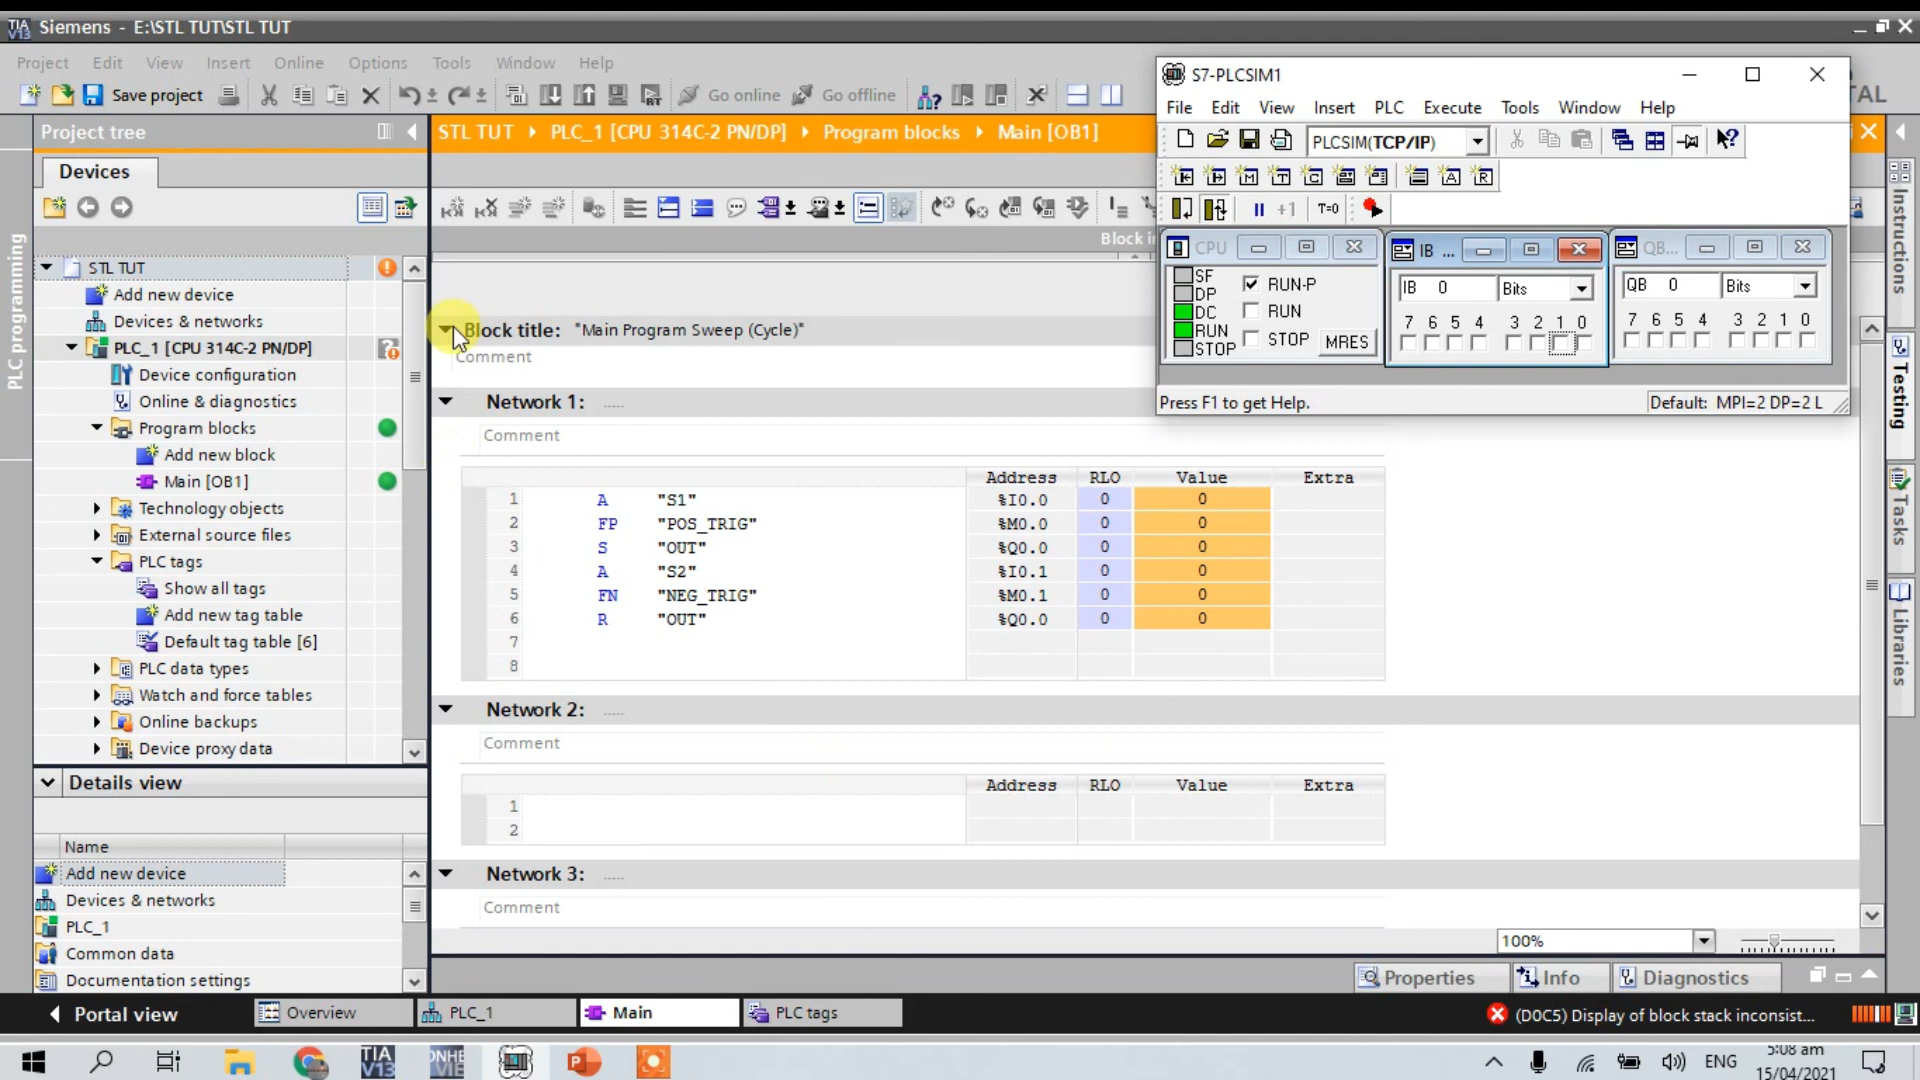 TIA V13 Siemens - E:\STL TUT\STL TUT
Project Edit View Insert Online Options Tools Window Help
Save project Go online Go offline
TAL
Project tree
STL TUT PLC_1 [CPU 314C-2 PN/DP] Program blocks Main [OB1]
Devices
PLC programming
STL TUT
Add new device
Devices & networks
PLC_1 [CPU 314C-2 PN/DP]
Device configuration
Online & diagnostics
Program blocks
Add new block
Main [OB1]
Technology objects
External source files
PLC tags
Show all tags
Add new tag table
Default tag table [6]
PLC data types
Watch and force tables
Online backups
Device proxy data
Details view
Name
Add new device
Devices & networks
PLC_1
Common data
Documentation settings
Block in
Block title: "Main Program Sweep (Cycle)"
Comment
Network 1: .....
Comment
Address RLO Value Extra
1 A "S1" %I0.0 0 0
2 FP "POS_TRIG" %M0.0 0 0
3 S "OUT" %Q0.0 0 0
4 A "S2" %I0.1 0 0
5 FN "NEG_TRIG" %M0.1 0 0
6 R "OUT" %Q0.0 0 0
7
8
Network 2: .....
Comment
Address RLO Value Extra
1
2
Network 3: .....
Comment
100%
S7-PLCSIM1
File Edit View Insert PLC Execute Tools Window Help
PLCSIM(TCP/IP)
+1 T=0
CPU
SF
DP
DC
RUN
STOP
RUN-P
RUN
STOP MRES
IB ...
IB 0 Bits
7 6 5 4 3 2 1 0
QB...
QB 0 Bits
7 6 5 4 3 2 1 0
Press F1 to get Help. Default: MPI=2 DP=2 L
Instructions
Testing
Tasks
Libraries
Properties Info Diagnostics
Portal view Overview PLC_1 Main PLC tags (D0C5) Display of block stack inconsist...
ENG
5:08 am
15/04/2021